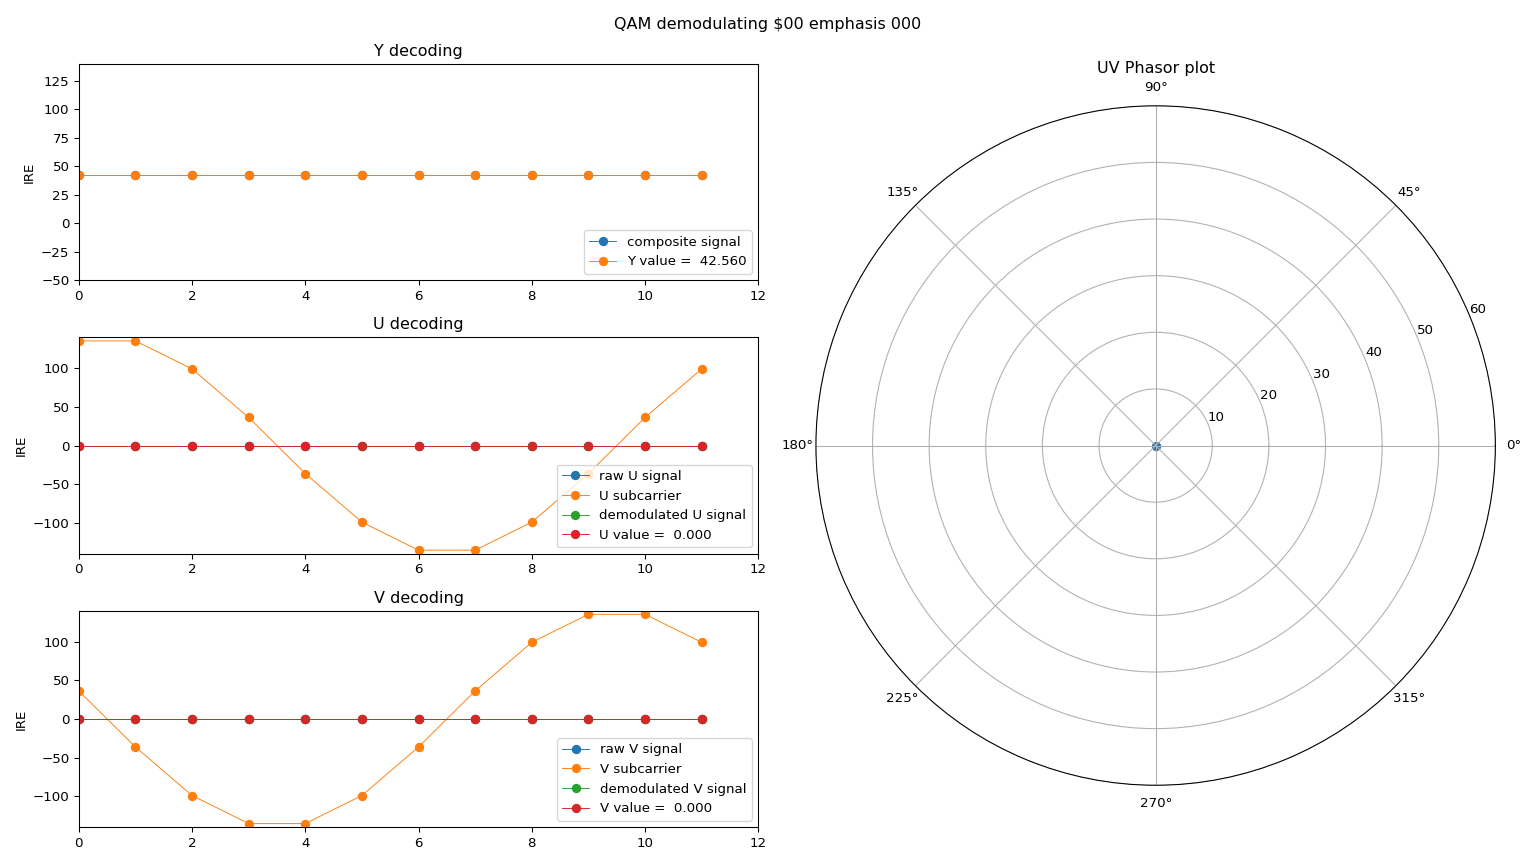 QAM demodulating $00 emphasis 000
Y decoding
IRE
125
100
75
50
25
0
−25
−50
0 2 4 6 8 10 12
composite signal
Y value =  42.560
U decoding
IRE
100
50
0
−50
−100
0 2 4 6 8 10 12
raw U signal
U subcarrier
demodulated U signal
U value =  0.000
V decoding
IRE
100
50
0
−50
−100
0 2 4 6 8 10 12
raw V signal
V subcarrier
demodulated V signal
V value =  0.000
UV Phasor plot
90°
135°
45°
60
50
40
30
20
10
180°
0°
225°
315°
270°